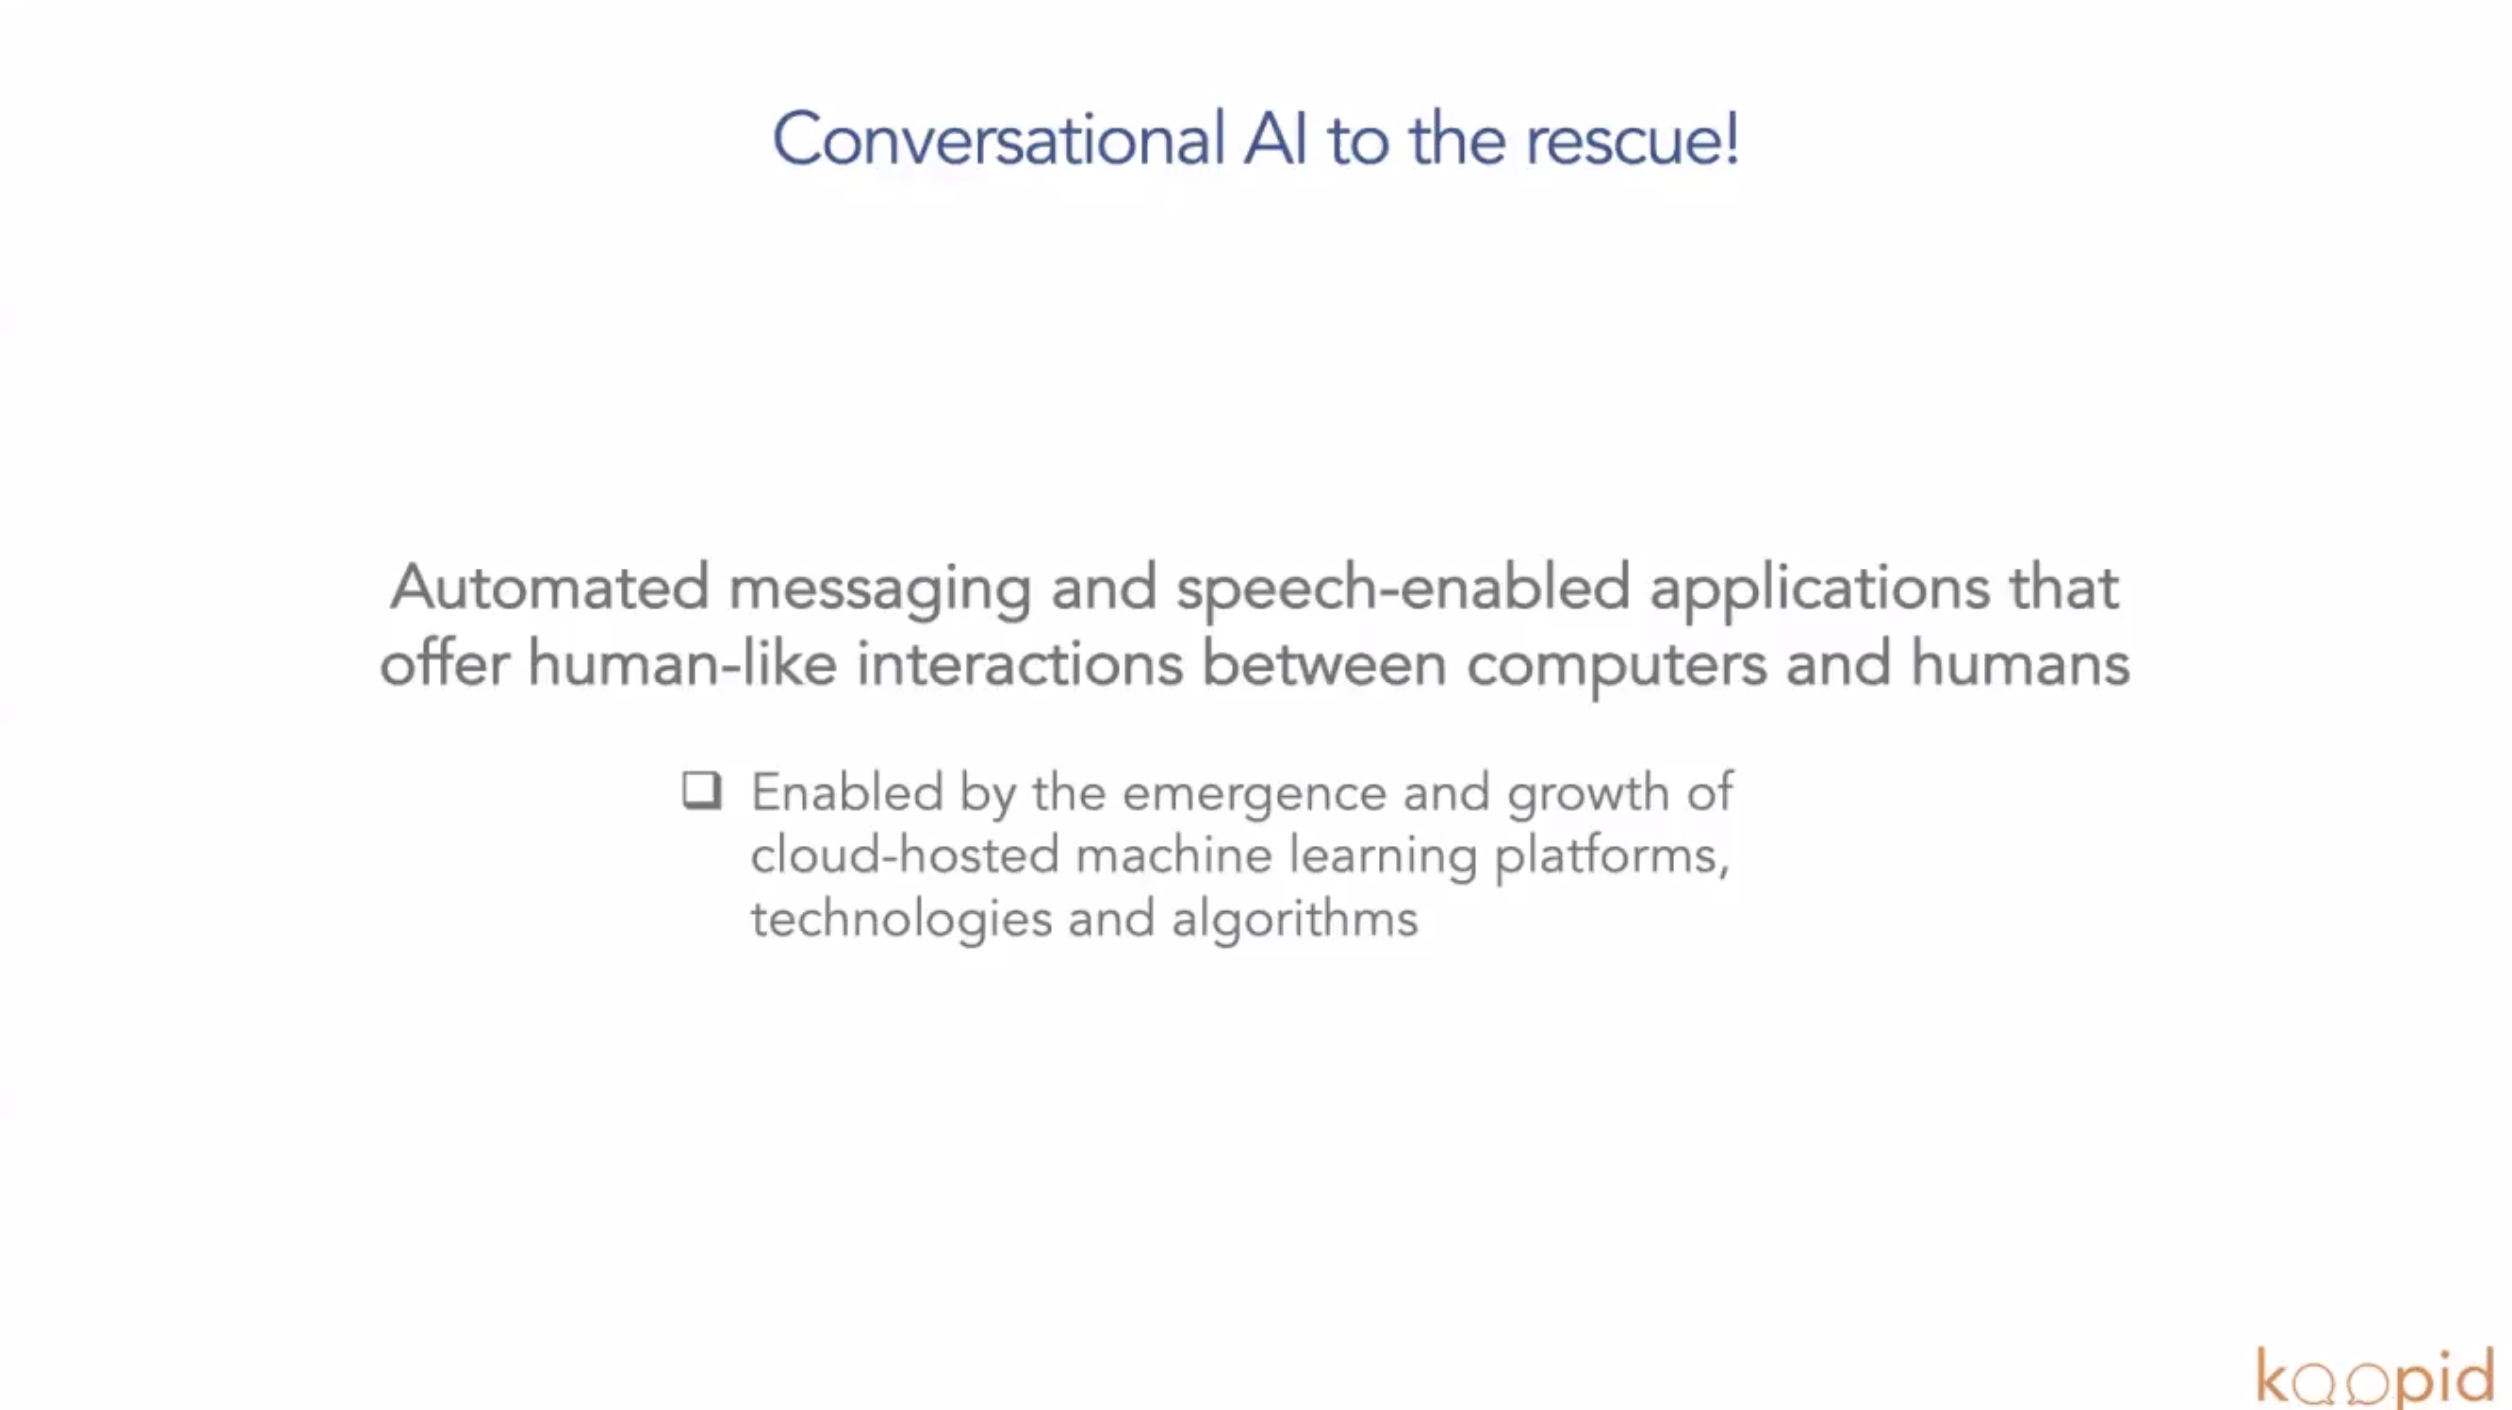 Conversational AI to the rescue!
Automated messaging and speech-enabled applications that
offer human-like interactions between computers and humans
❑ Enabled by the emergence and growth of
cloud-hosted machine learning platforms,
technologies and algorithms
koopid